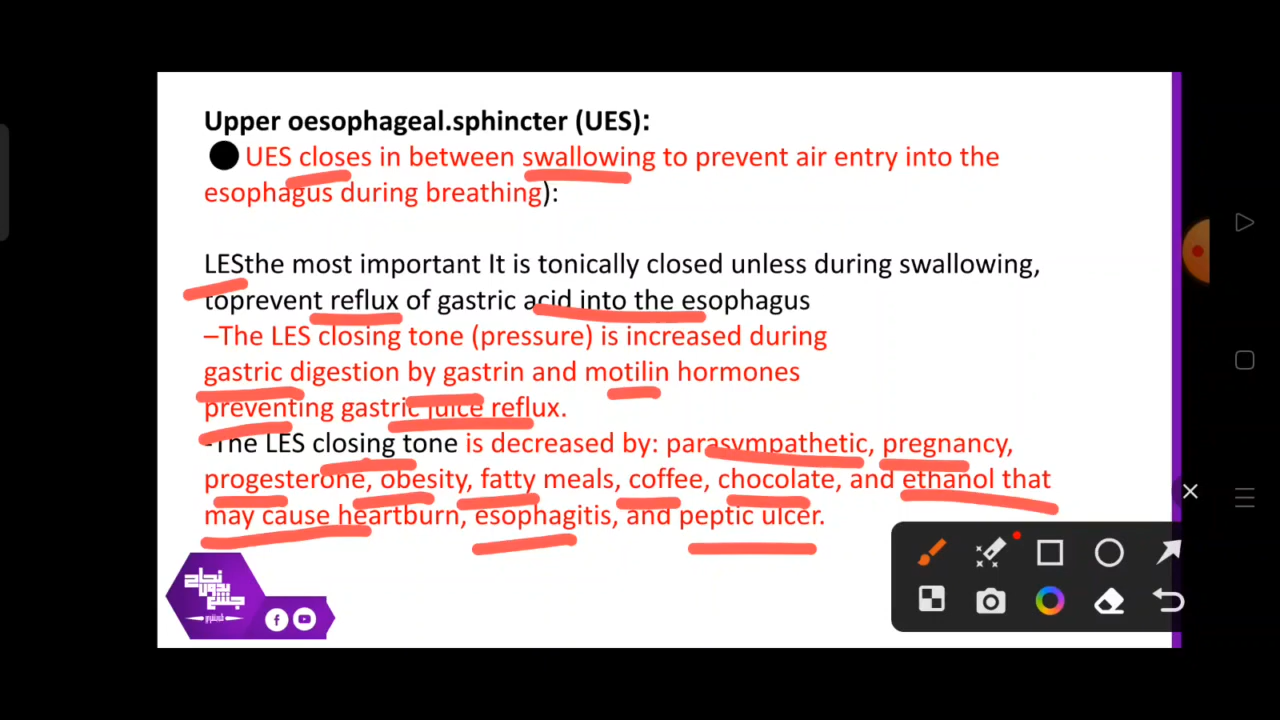 Upper oesophageal.sphincter (UES):
UES closes in between swallowing to prevent air entry into the
esophagus during breathing):
LESthe most important It is tonically closed unless during swallowing,
toprevent reflux of gastric acid into the esophagus
–The LES closing tone (pressure) is increased during
gastric digestion by gastrin and motilin hormones
preventing gastric juice reflux.
-The LES closing tone is decreased by: parasympathetic, pregnancy,
progesterone, obesity, fatty meals, coffee, chocolate, and ethanol that
may cause heartburn, esophagitis, and peptic ulcer.